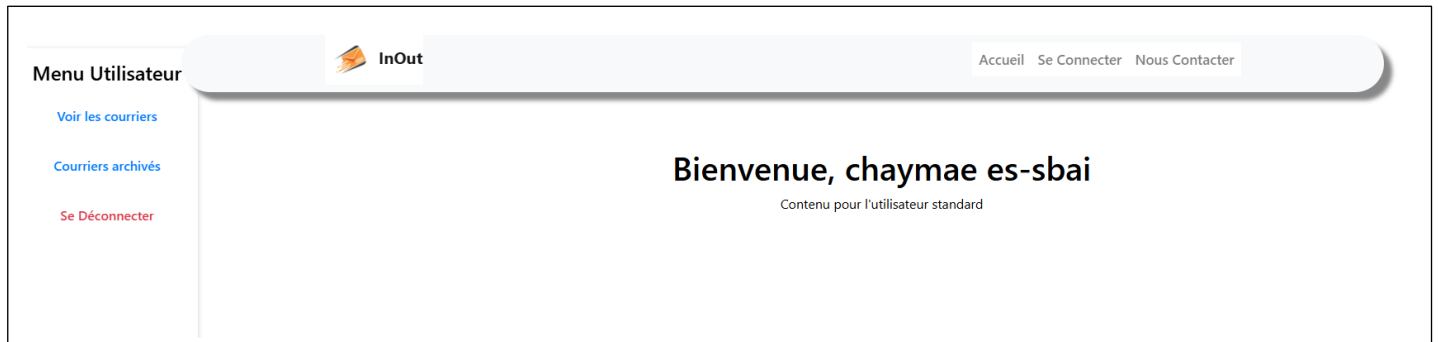 InOut
Accueil Se Connecter Nous Contacter
Menu Utilisateur
Voir les courriers
Courriers archivés
Se Déconnecter
Bienvenue, chaymae es-sbai
Contenu pour l'utilisateur standard